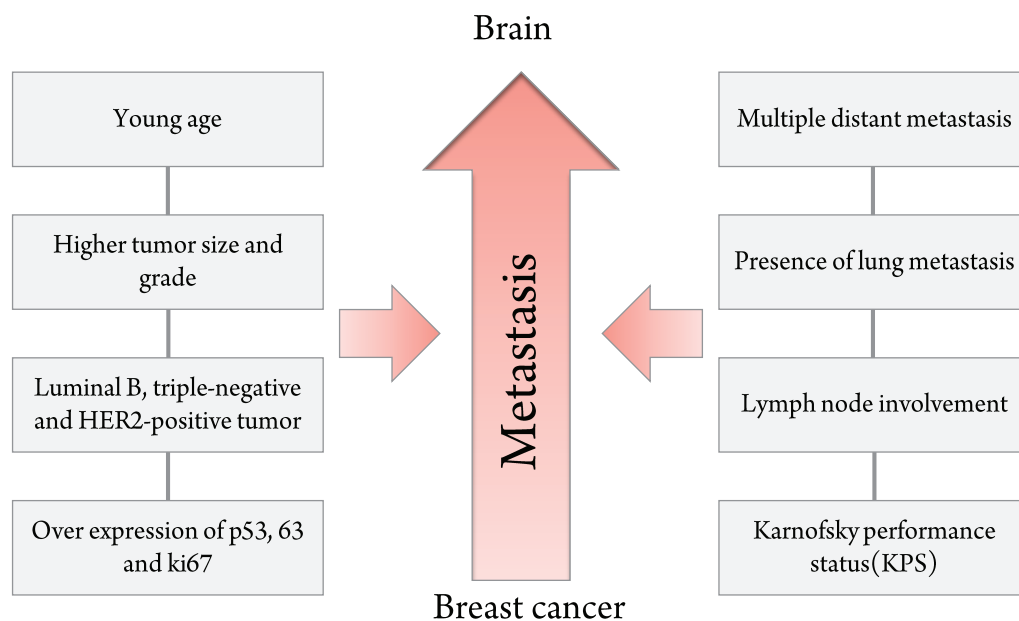 Brain
Young age
Higher tumor size and
grade
Luminal B, triple-negative
and HER2-positive tumor
Over expression of p53, 63
and ki67
Metastasis
Multiple distant metastasis
Presence of lung metastasis
Lymph node involvement
Karnofsky performance
status(KPS)
Breast cancer